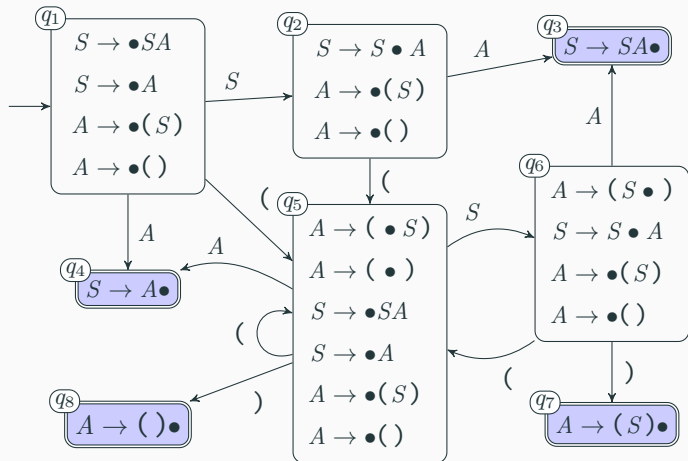 q1
S → •SA
S → •A
A → •(S)
A → •()
S
q2
S → S • A
A → •(S)
A → •()
A
q3
S → SA•
A
(
(
A
q4
S → A•
A
q5
A → ( • S)
A → ( • )
S → •SA
S → •A
A → •(S)
A → •()
S
(
q6
A → (S • )
S → S • A
A → •(S)
A → •()
(
)
)
q7
A → (S)•
q8
A → ()•